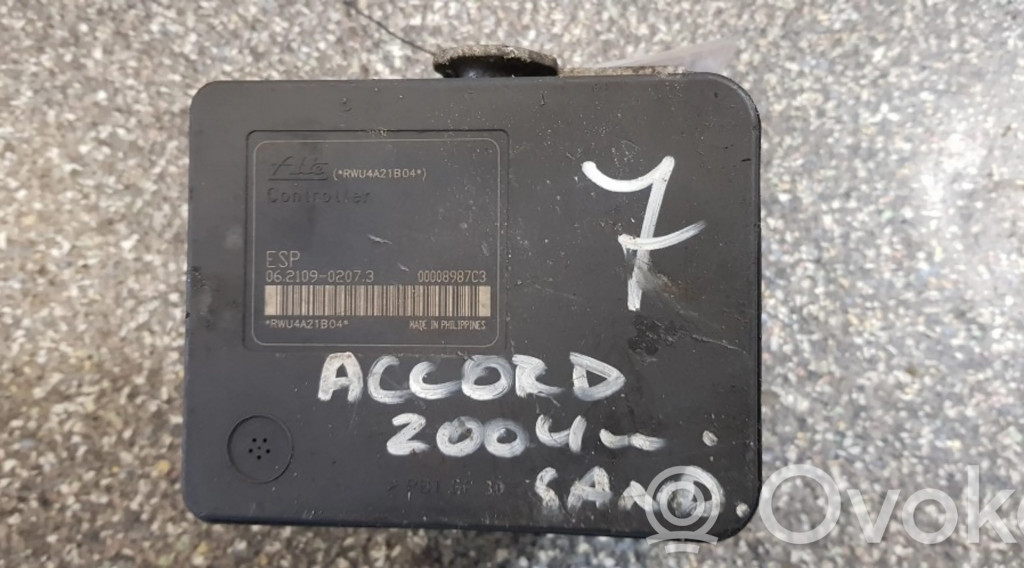 Ate (*RWU4A21B04*)
Controller
ESP
06.2109-0207.3 00008987C3
*RWU4A21B04* MADE IN PHILIPPINES
7
ACCORD
2004
Ovoko